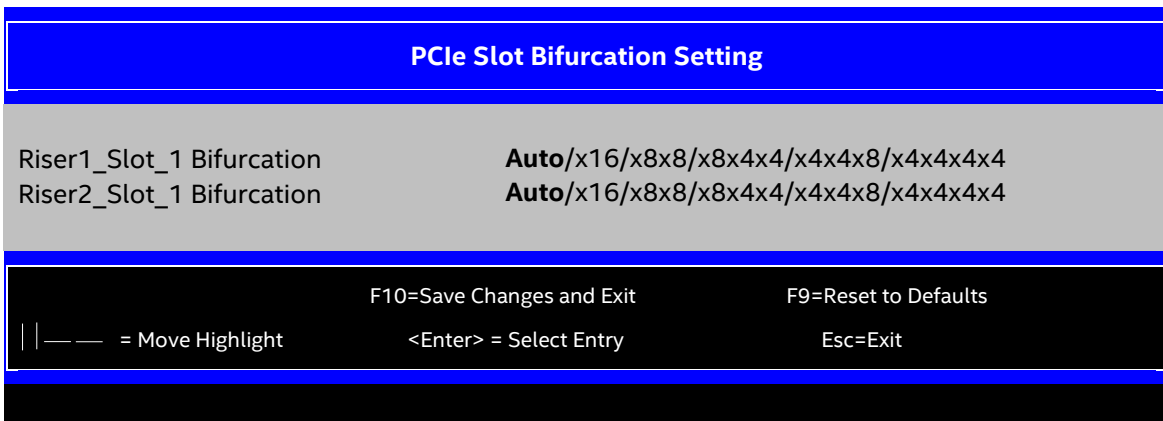 PCIe Slot Bifurcation Setting
Riser1_Slot_1 Bifurcation Auto/x16/x8x8/x8x4x4/x4x4x8/x4x4x4x4
Riser2_Slot_1 Bifurcation Auto/x16/x8x8/x8x4x4/x4x4x8/x4x4x4x4
F10=Save Changes and Exit F9=Reset to Defaults
= Move Highlight <Enter> = Select Entry Esc=Exit